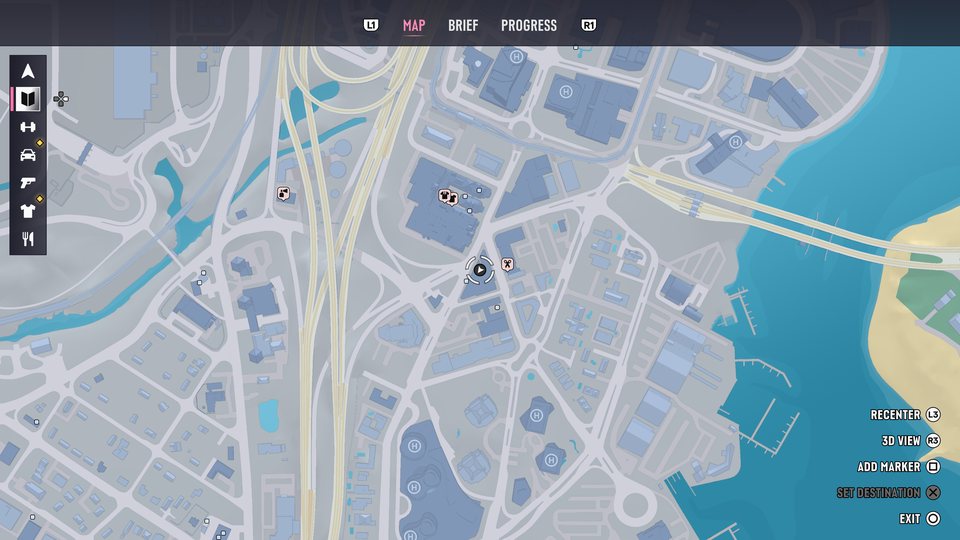 L1 MAP BRIEF PROGRESS R1
H
H
H
H
H
H
H
H
RECENTER L3
3D VIEW R3
ADD MARKER
SET DESTINATION
EXIT